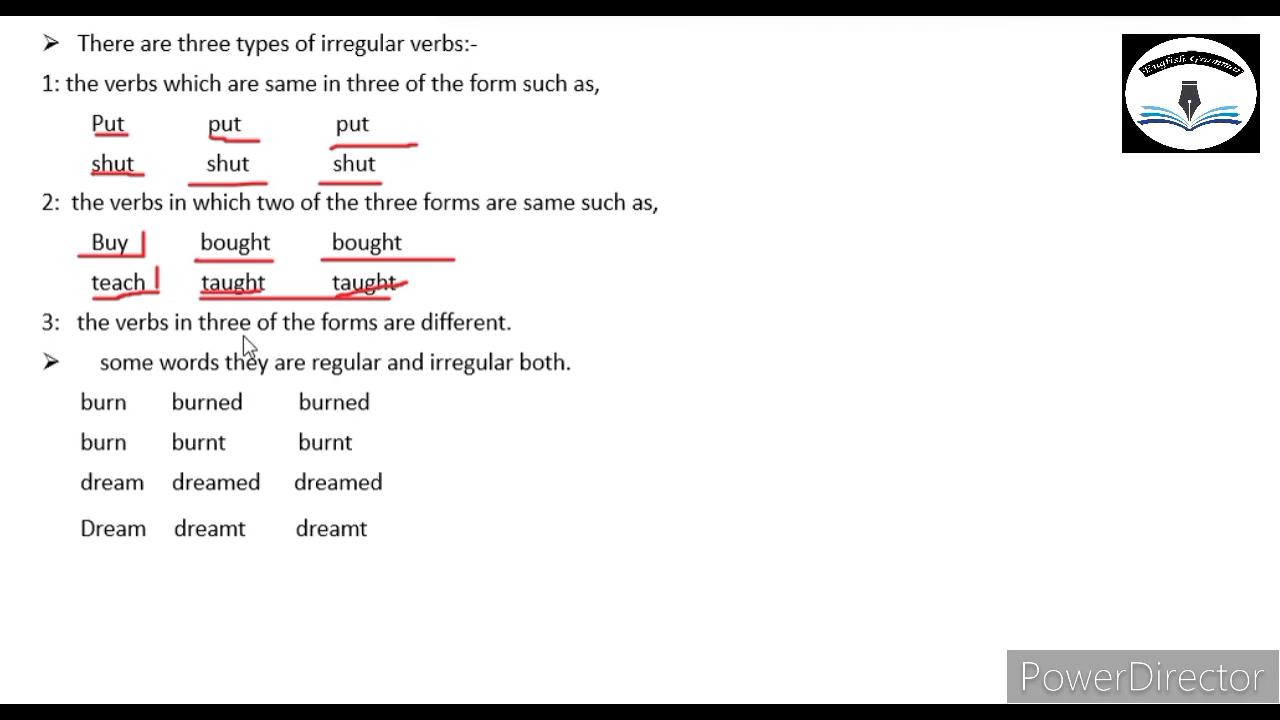 ➢ There are three types of irregular verbs:-
English Grammar
1: the verbs which are same in three of the form such as,
Put put put
shut shut shut
2: the verbs in which two of the three forms are same such as,
Buy bought bought
teach taught taught
3: the verbs in three of the forms are different.
➢ some words they are regular and irregular both.
burn burned burned
burn burnt burnt
dream dreamed dreamed
Dream dreamt dreamt
PowerDirector